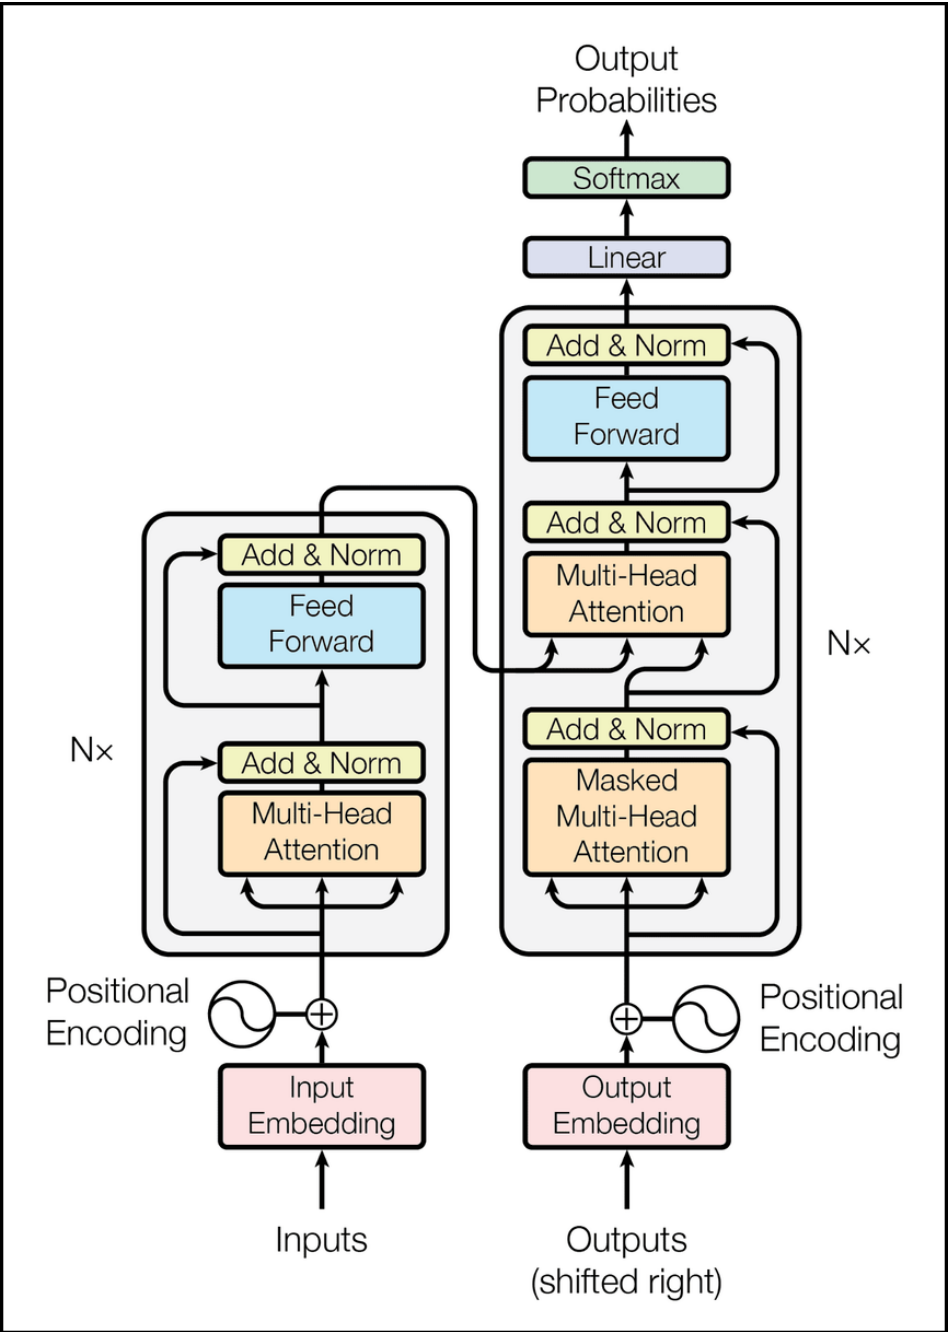 Output
Probabilities
Softmax
Linear
Add & Norm
Feed
Forward
Add & Norm
Multi-Head
Attention
Add & Norm
Masked
Multi-Head
Attention
N×
Add & Norm
Feed
Forward
Add & Norm
Multi-Head
Attention
N×
Positional
Encoding
Positional
Encoding
Input
Embedding
Output
Embedding
Inputs
Outputs
(shifted right)